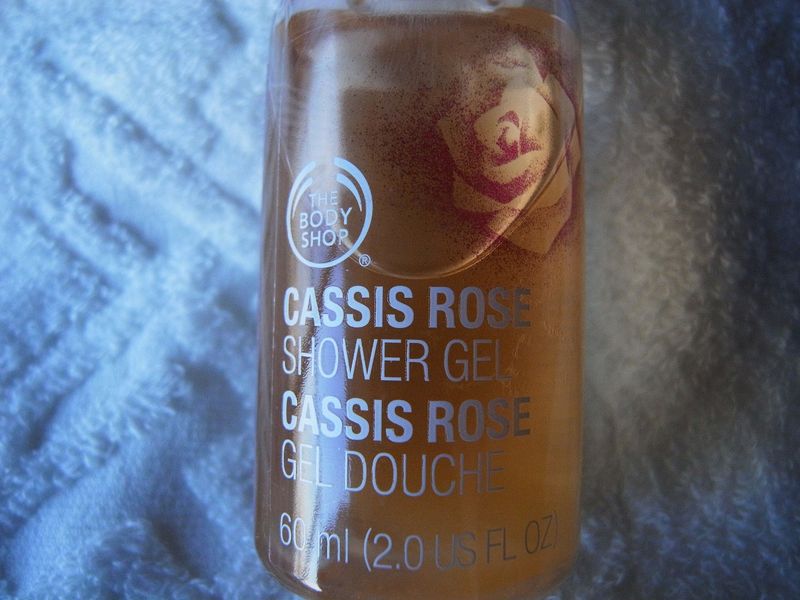 THE
BODY
SHOP
®
CASSIS ROSE
SHOWER GEL
CASSIS ROSE
GEL DOUCHE
60 ml (2.0 US FL OZ)